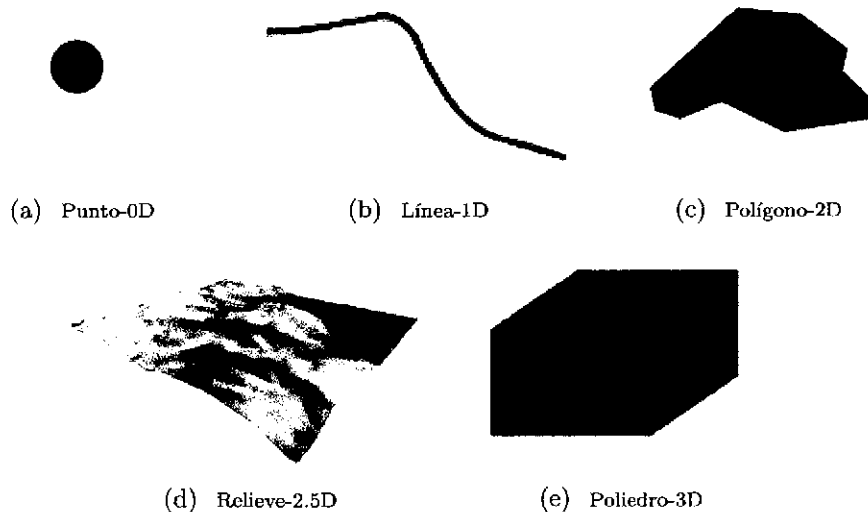 (a) Punto-0D
(b) Línea-1D
(c) Polígono-2D
(d) Relieve-2.5D
(e) Poliedro-3D